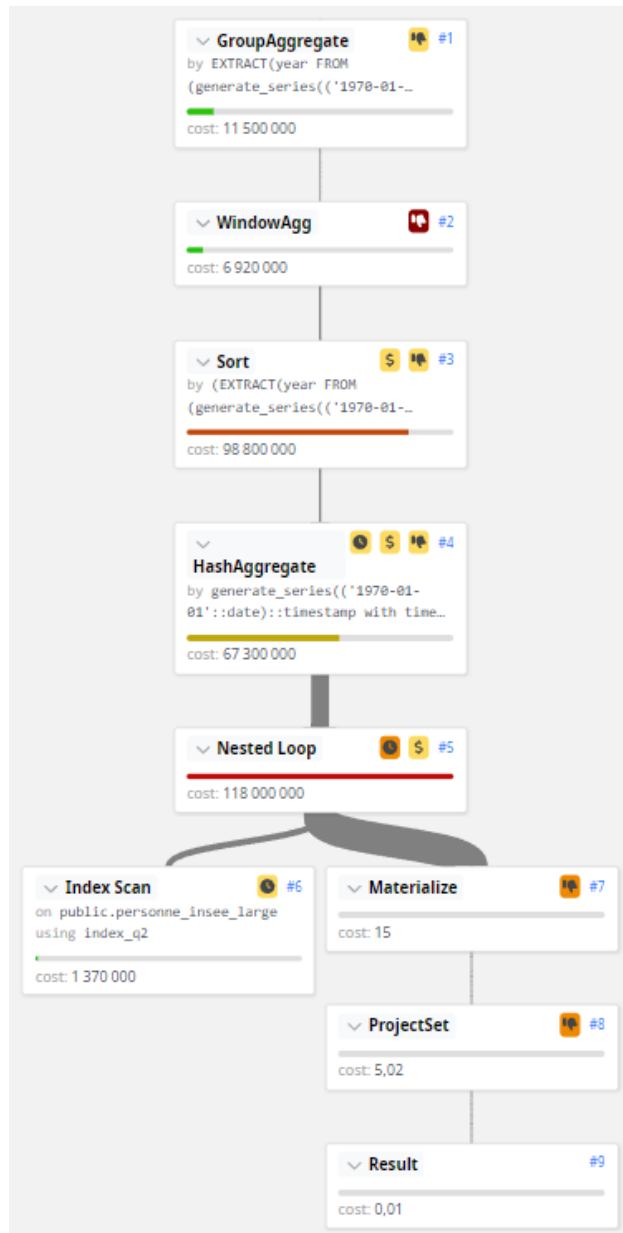 GroupAggregate #1
by EXTRACT(year FROM
(generate_series(('1970-01-…
cost: 11 500 000
WindowAgg #2
cost: 6 920 000
Sort $ #3
by (EXTRACT(year FROM
(generate_series(('1970-01-…
cost: 98 800 000
$ #4
HashAggregate
by generate_series(('1970-01-
01'::date)::timestamp with time…
cost: 67 300 000
Nested Loop $ #5
cost: 118 000 000
Index Scan #6
on public.personne_insee_large
using index_q2
cost: 1 370 000
Materialize #7
cost: 15
ProjectSet #8
cost: 5,02
Result #9
cost: 0,01